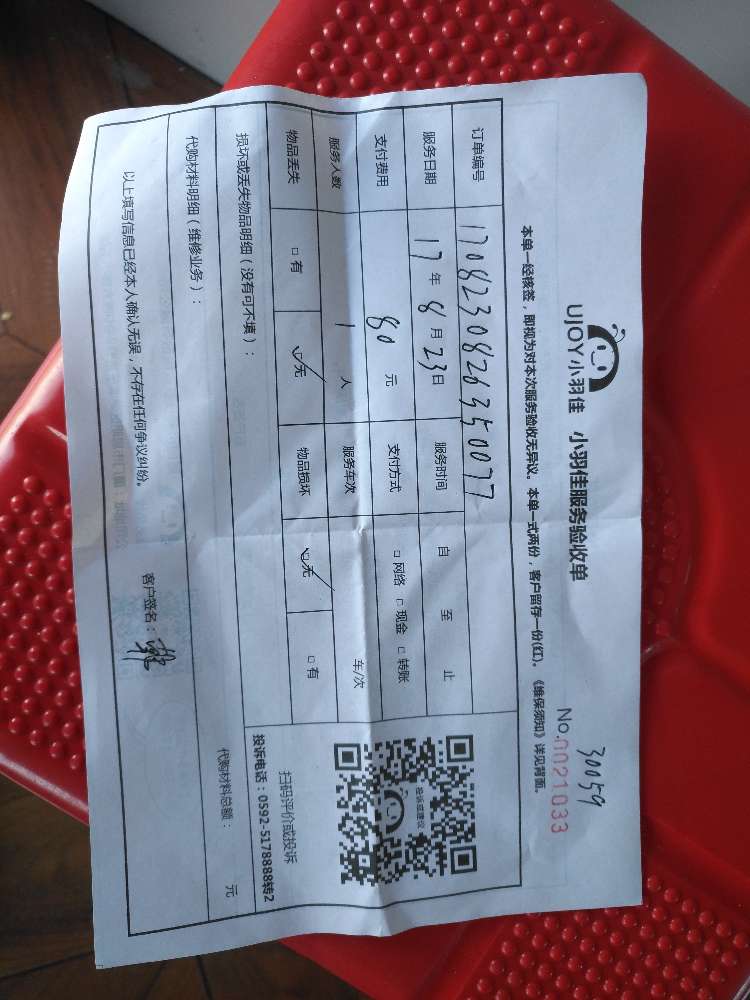 30059
UJOY小羽佳 小羽佳服务验收单 No.0021033
本单一经核签，即视为对本次服务验收无异议。本单一式两份，客户留存一份(红)。《维保须知》详见背面。
订单编号 1708230826350077
服务日期 17年8月23日 服务时间 自 至 止
支付费用 80元 支付方式 □网络 □现金 □转账
服务人数 1人 服务车次 车/次
物品丢失 □有 ☑无 物品损坏 ☑无 □有
损坏或丢失物品明细（没有可不填）：
投诉或建议
扫码评价或投诉
投诉电话：0592-5178888转2
代购材料明细（维修业务）： 代购材料总额： 元
以上填写信息已经本人确认无误，不存在任何争议纠纷。 客户签名：